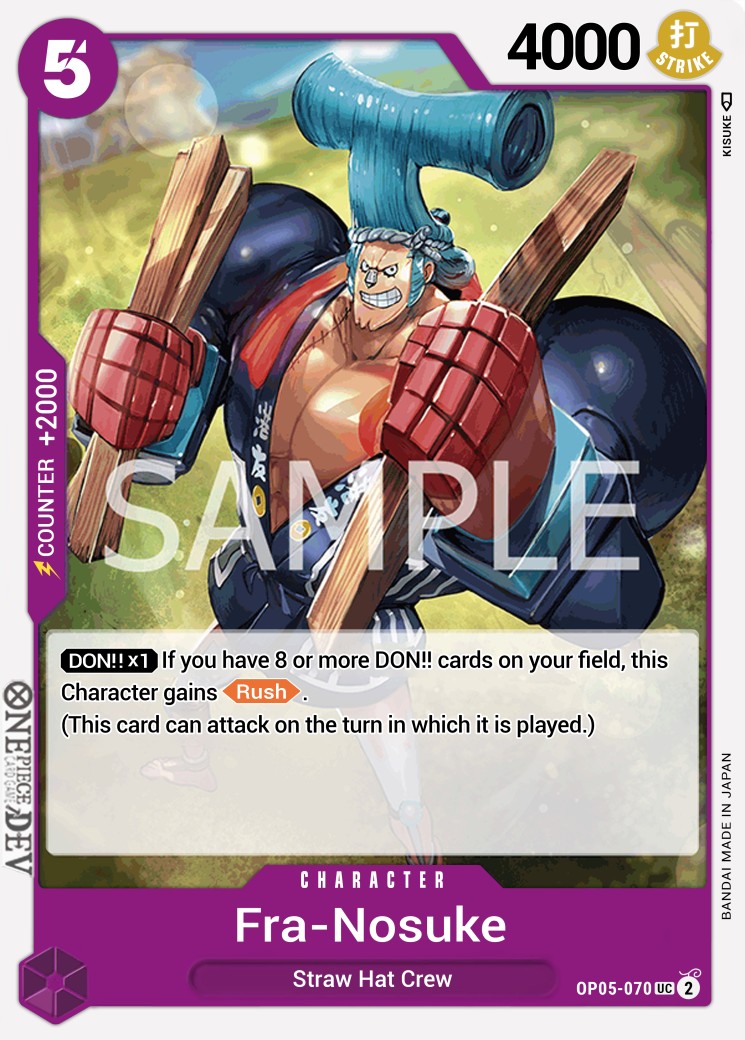 5
4000
打
STRIKE
KISUKE
COUNTER +2000
SAMPLE
DON!!×1 If you have 8 or more DON!! cards on your field, this
Character gains Rush.
(This card can attack on the turn in which it is played.)
ONE PIECE
CARD GAME
DEV
BANDAI MADE IN JAPAN
CHARACTER
Fra-Nosuke
Straw Hat Crew
OP05-070 UC 2